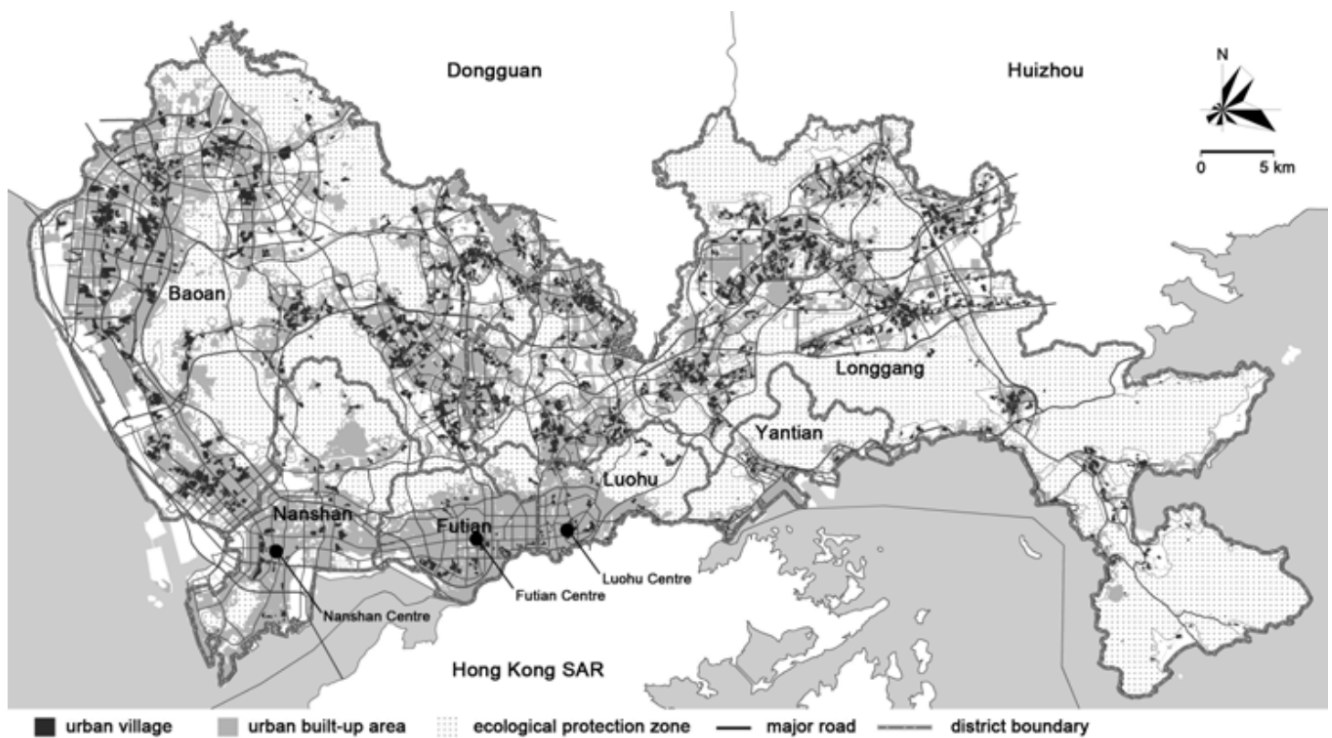 Dongguan
Huizhou
N
0 5 km
Baoan
Longgang
Yantian
Luohu
Nanshan
Futian
Luohu Centre
Futian Centre
Nanshan Centre
Hong Kong SAR
urban village urban built-up area ecological protection zone major road district boundary